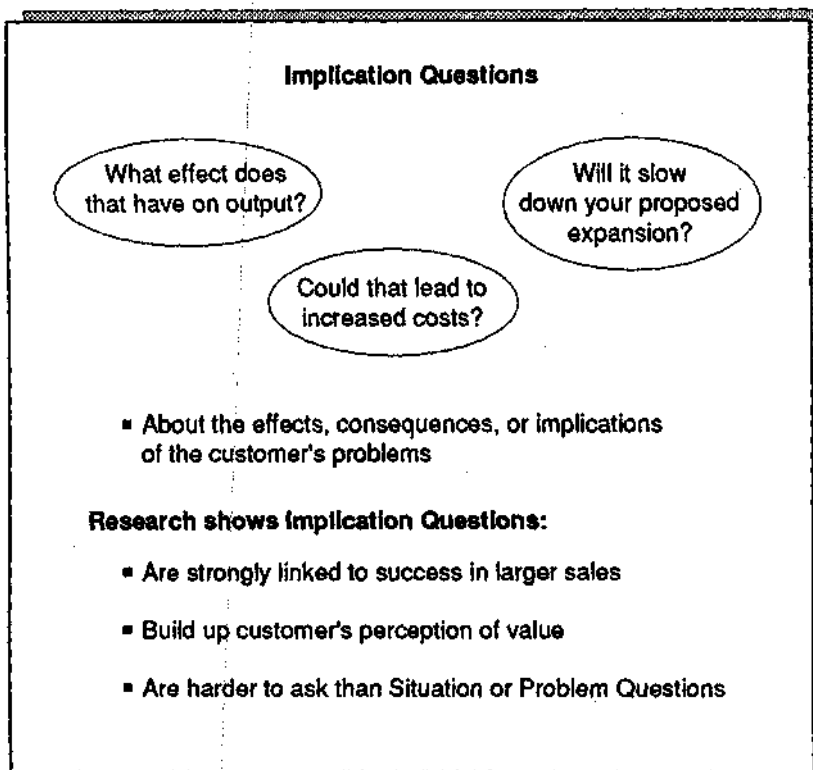 Implication Questions
What effect does
that have on output?
Will it slow
down your proposed
expansion?
Could that lead to
increased costs?
▪ About the effects, consequences, or implications
of the customer's problems
Research shows Implication Questions:
▪ Are strongly linked to success in larger sales
▪ Build up customer's perception of value
▪ Are harder to ask than Situation or Problem Questions